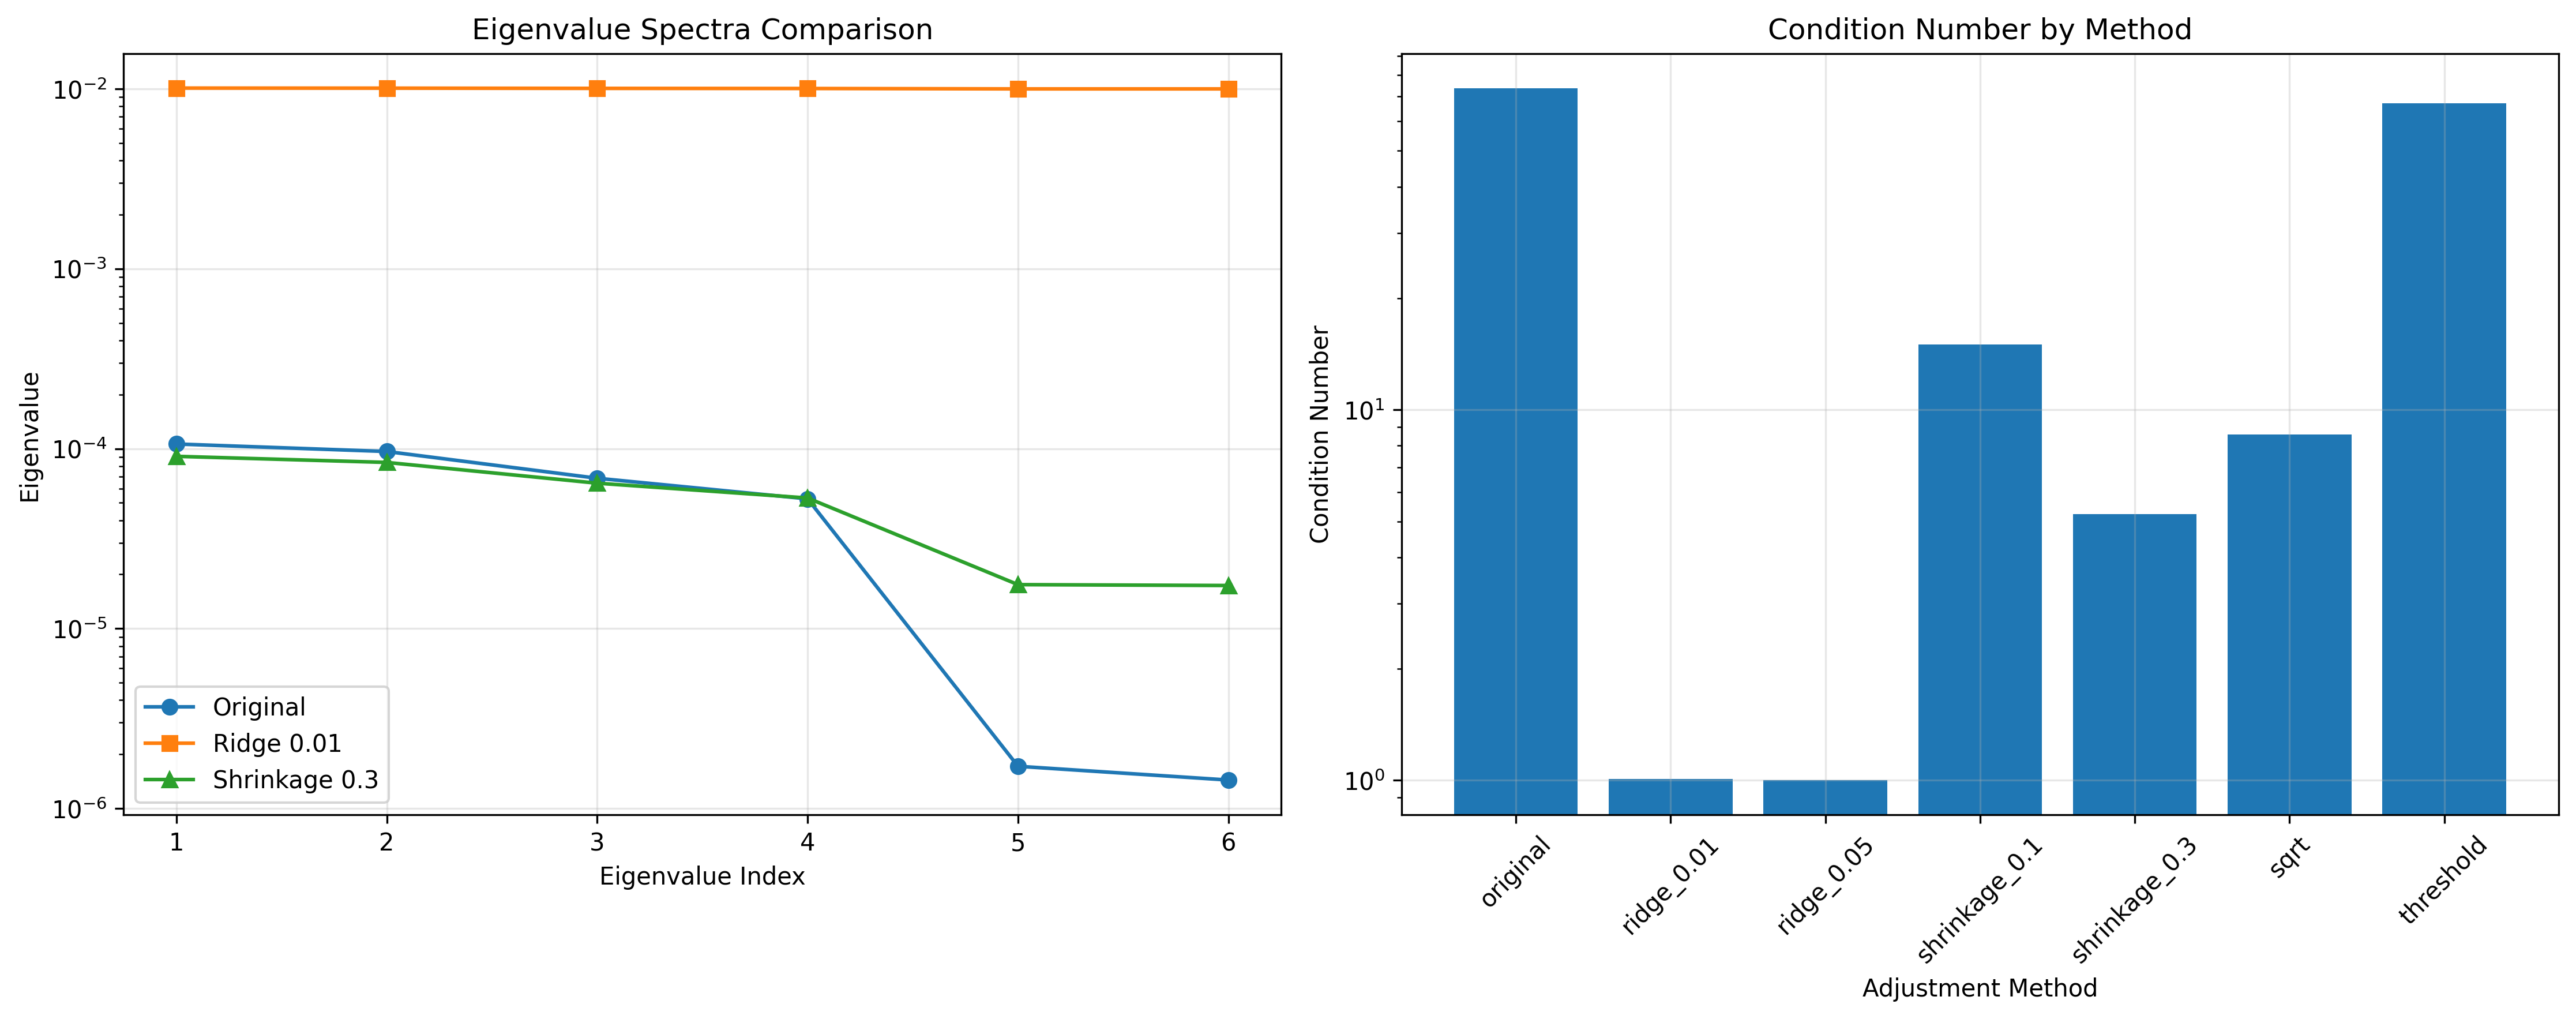 Eigenvalue Spectra Comparison
Eigenvalue
10⁻²
10⁻³
10⁻⁴
10⁻⁵
10⁻⁶
Original
Ridge 0.01
Shrinkage 0.3
1 2 3 4 5 6
Eigenvalue Index
Condition Number by Method
Condition Number
10¹
10⁰
original ridge_0.01 ridge_0.05 shrinkage_0.1 shrinkage_0.3 sqrt threshold
Adjustment Method